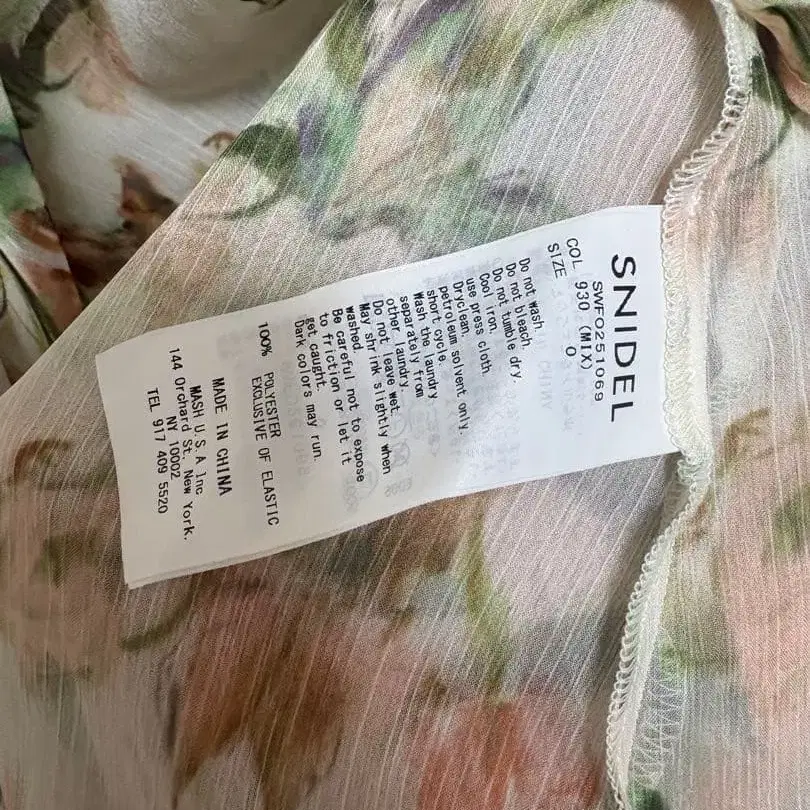 SNIDEL
SWFO251069
COL 930 (MIX)
SIZE 0
Do not wash.
Do not bleach.
Do not tumble dry.
Cool iron.
use press cloth.
Dryclean.
petroleum solvent only.
short cycle.
Wash the laundry
separately from
other laundry.
Do not leave wet.
May shrink slightly when
washed.
Be careful not to expose
to friction or let it
get caught.
Dark colors may run.
100% POLYESTER
EXCLUSIVE OF ELASTIC
MADE IN CHINA
MASH U.S.A. Inc
144 Orchard St. New York.
NY 10002
TEL 917 409 5520